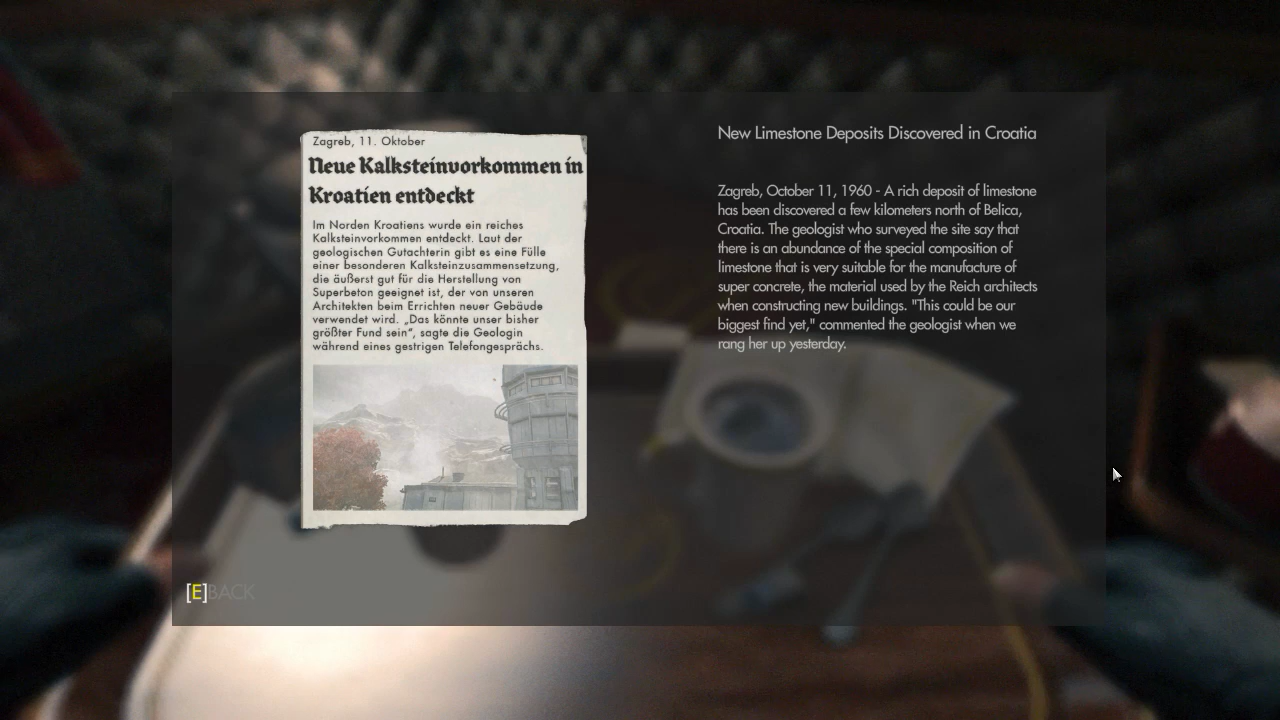 Zagreb, 11. Oktober
Neue Kalksteinvorkommen in
Kroatien entdeckt
Im Norden Kroatiens wurde ein reiches
Kalksteinvorkommen entdeckt. Laut der
geologischen Gutachterin gibt es eine Fülle
einer besonderen Kalksteinzusammensetzung,
die äußerst gut für die Herstellung von
Superbeton geeignet ist, der von unseren
Architekten beim Errichten neuer Gebäude
verwendet wird. „Das könnte unser bisher
größter Fund sein“, sagte die Geologin
während eines gestrigen Telefongesprächs.
New Limestone Deposits Discovered in Croatia
Zagreb, October 11, 1960 - A rich deposit of limestone
has been discovered a few kilometers north of Belica,
Croatia. The geologist who surveyed the site say that
there is an abundance of the special composition of
limestone that is very suitable for the manufacture of
super concrete, the material used by the Reich architects
when constructing new buildings. "This could be our
biggest find yet," commented the geologist when we
rang her up yesterday.
[E]BACK